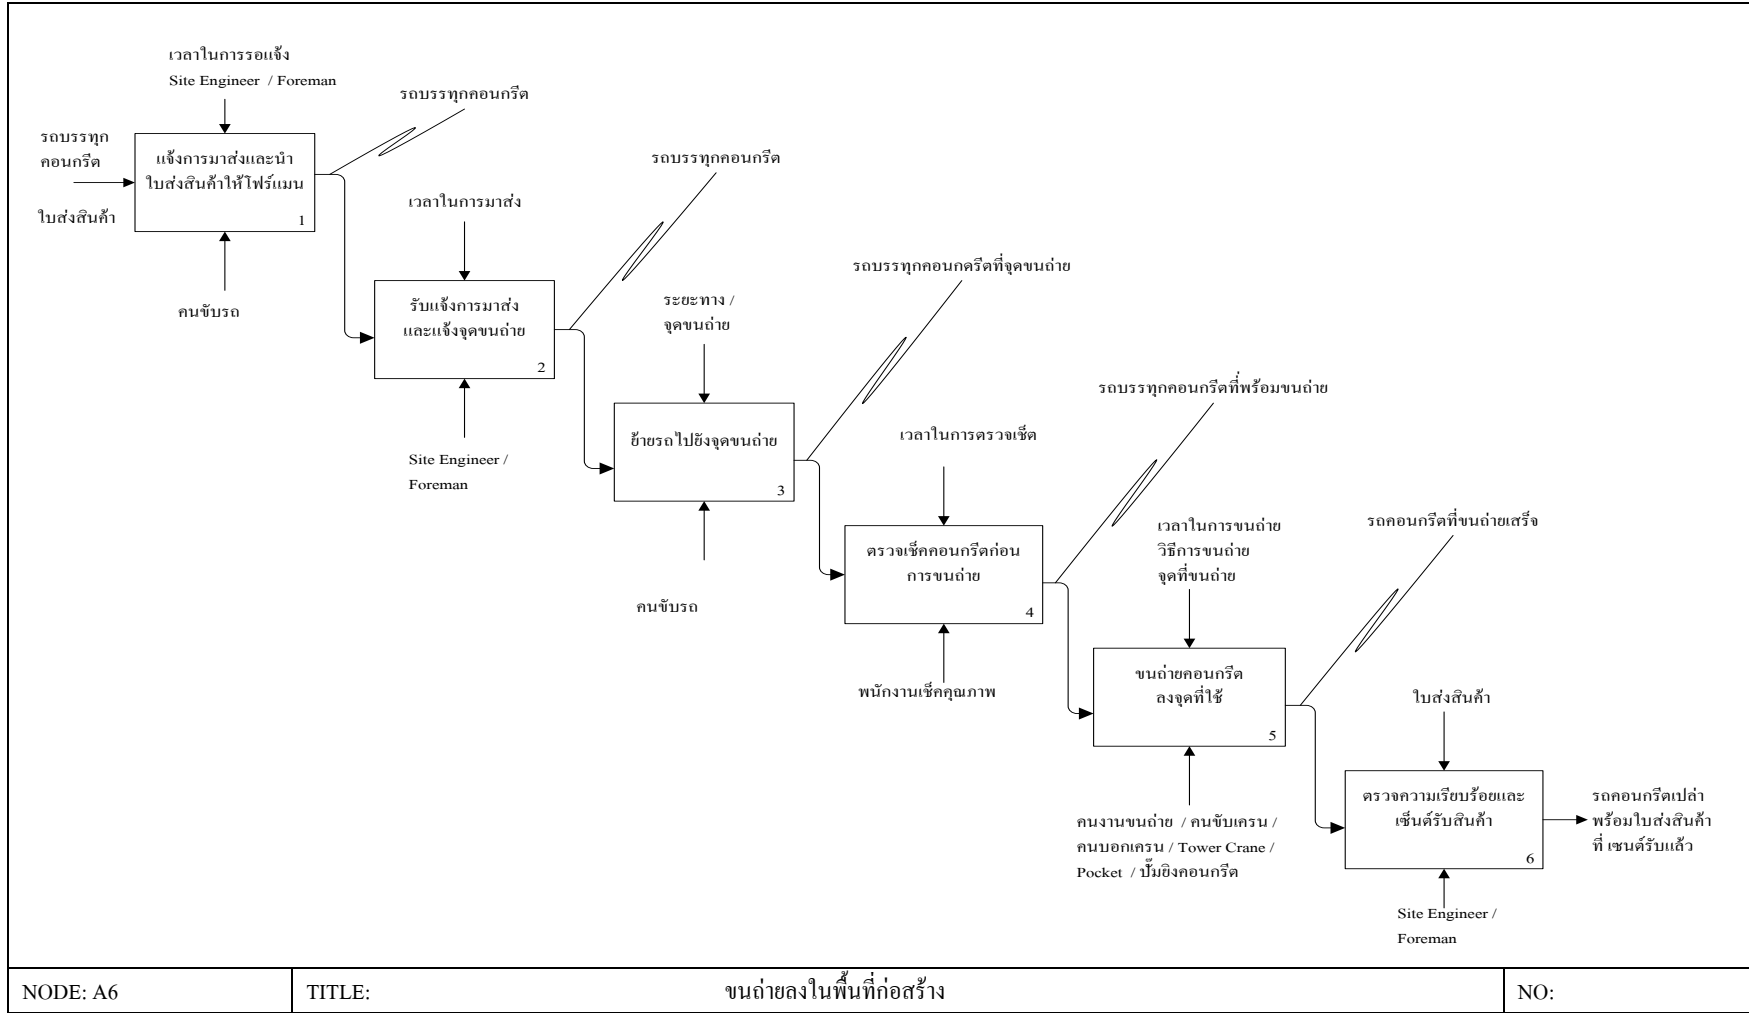 เวลาในการรอแจ้ง
Site Engineer / Foreman
รถบรรทุก
คอนกรีต
ใบส่งสินค้า
แจ้งการมาส่งและนำ
ใบส่งสินค้าให้โฟร์แมน
1
คนขับรถ
รถบรรทุกคอนกรีต
เวลาในการมาส่ง
รับแจ้งการมาส่ง
และแจ้งจุดขนถ่าย
2
Site Engineer /
Foreman
รถบรรทุกคอนกรีต
ระยะทาง /
จุดขนถ่าย
ย้ายรถไปยังจุดขนถ่าย
3
คนขับรถ
รถบรรทุกคอนกดรีตที่จุดขนถ่าย
เวลาในการตรวจเช็ต
ตรวจเช็คคอนกรีตก่อน
การขนถ่าย
4
พนักงานเช็คคุณภาพ
รถบรรทุกคอนกรีตที่พร้อมขนถ่าย
เวลาในการขนถ่าย
วิธีการขนถ่าย
จุดที่ขนถ่าย
ขนถ่ายคอนกรีต
ลงจุดที่ใช้
5
คนงานขนถ่าย / คนขับเครน /
คนบอกเครน / Tower Crane /
Pocket / ปั๊มยิงคอนกรีต
รถคอนกรีตที่ขนถ่ายเสร็จ
ใบส่งสินค้า
ตรวจความเรียบร้อยและ
เซ็นต์รับสินค้า
6
Site Engineer /
Foreman
รถคอนกรีตเปล่า
พร้อมใบส่งสินค้า
ที่ เซนต์รับแล้ว
NODE: A6
TITLE:
ขนถ่ายลงในพื้นที่ก่อสร้าง
NO: